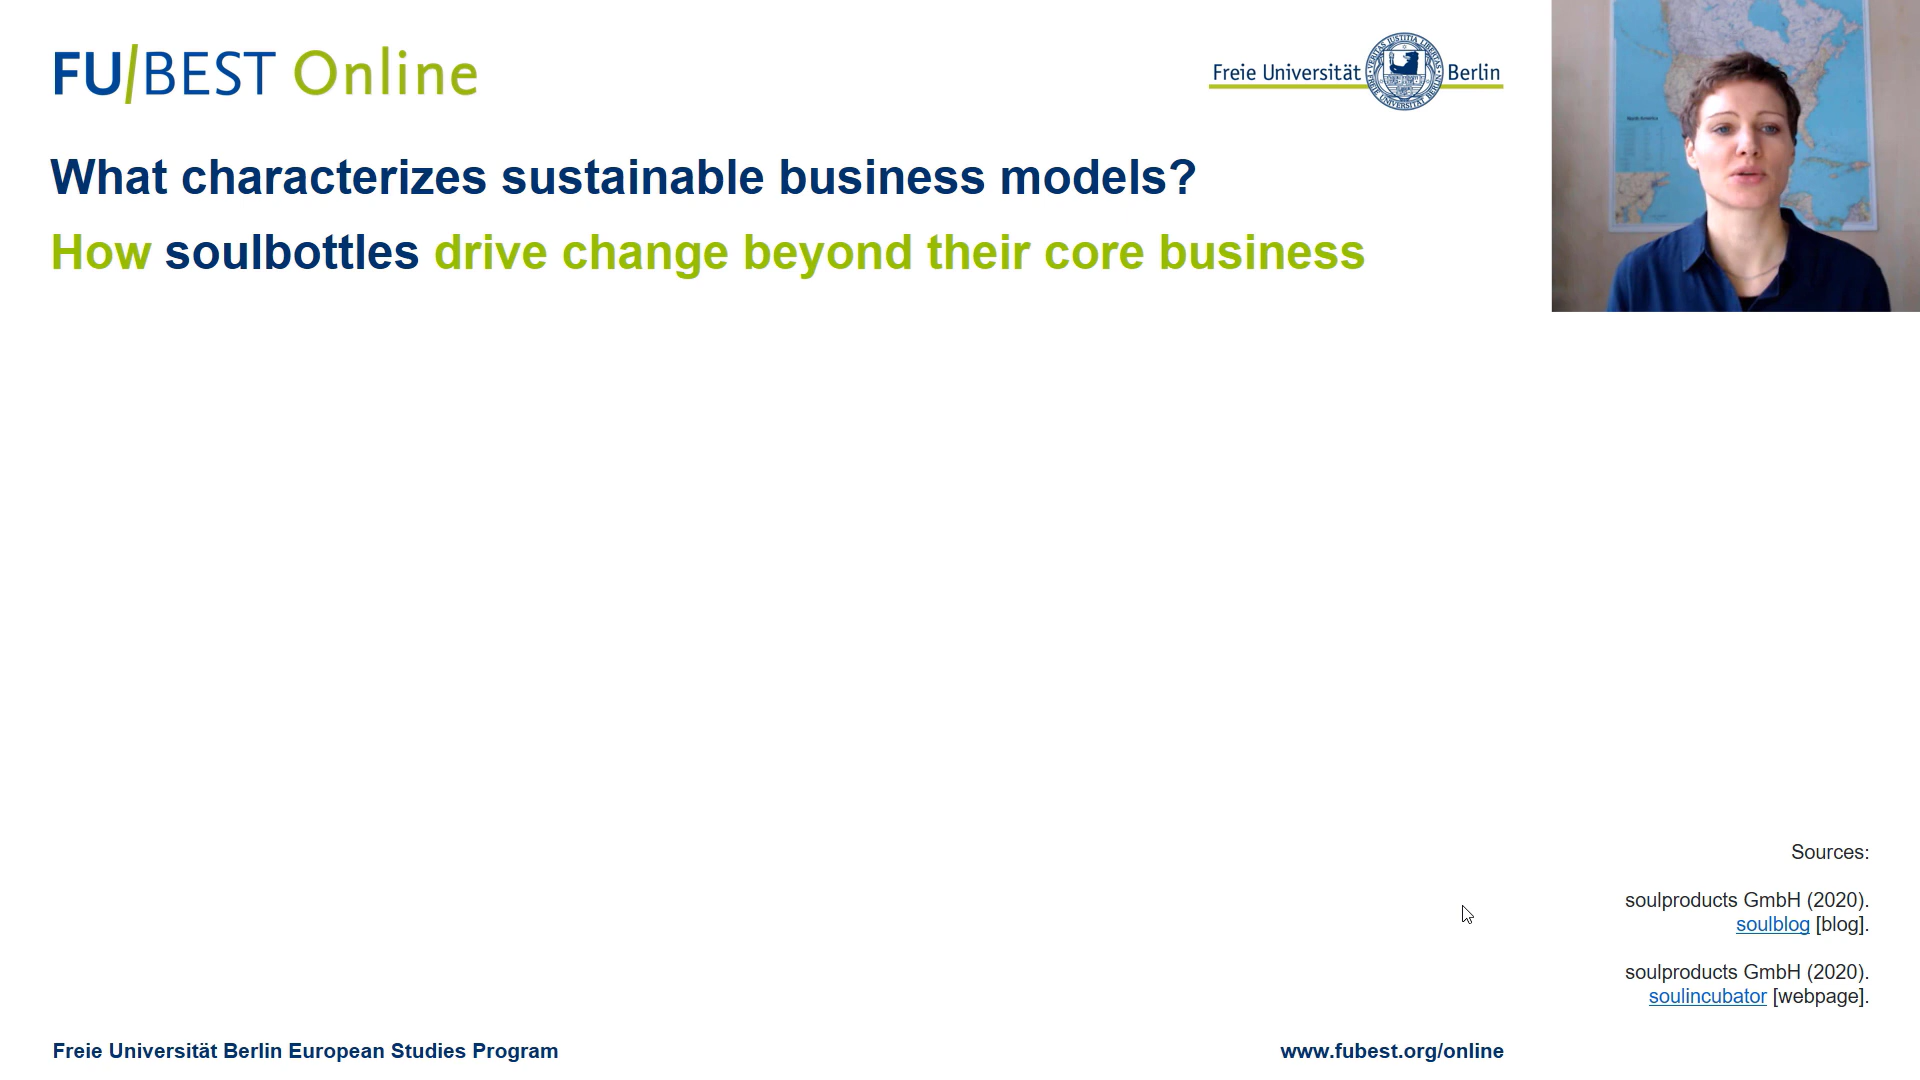 FU/BEST Online
Freie Universität Berlin
What characterizes sustainable business models?
How soulbottles drive change beyond their core business
North America
Sources:
soulproducts GmbH (2020).
soulblog [blog].
soulproducts GmbH (2020).
soulincubator [webpage].
Freie Universität Berlin European Studies Program
www.fubest.org/online